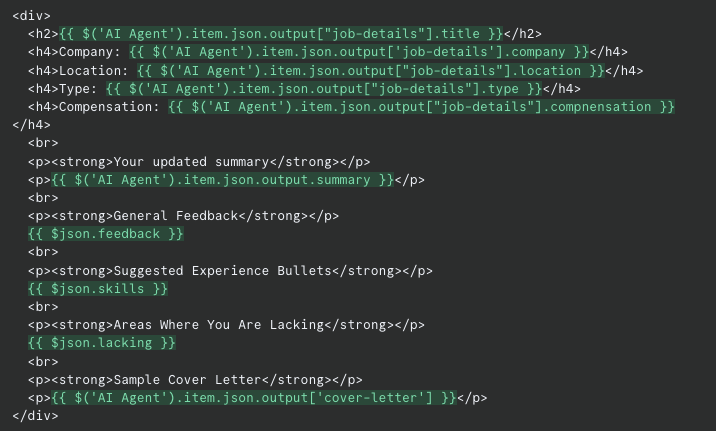 <div>
<h2>{{ $('AI Agent').item.json.output["job-details"].title }}</h2>
<h4>Company: {{ $('AI Agent').item.json.output['job-details'].company }}</h4>
<h4>Location: {{ $('AI Agent').item.json.output["job-details"].location }}</h4>
<h4>Type: {{ $('AI Agent').item.json.output["job-details"].type }}</h4>
<h4>Compensation: {{ $('AI Agent').item.json.output["job-details"].compnensation }}
</h4>
<br>
<p><strong>Your updated summary</strong></p>
<p>{{ $('AI Agent').item.json.output.summary }}</p>
<br>
<p><strong>General Feedback</strong></p>
{{ $json.feedback }}
<br>
<p><strong>Suggested Experience Bullets</strong></p>
{{ $json.skills }}
<br>
<p><strong>Areas Where You Are Lacking</strong></p>
{{ $json.lacking }}
<br>
<p><strong>Sample Cover Letter</strong></p>
<p>{{ $('AI Agent').item.json.output['cover-letter'] }}</p>
</div>